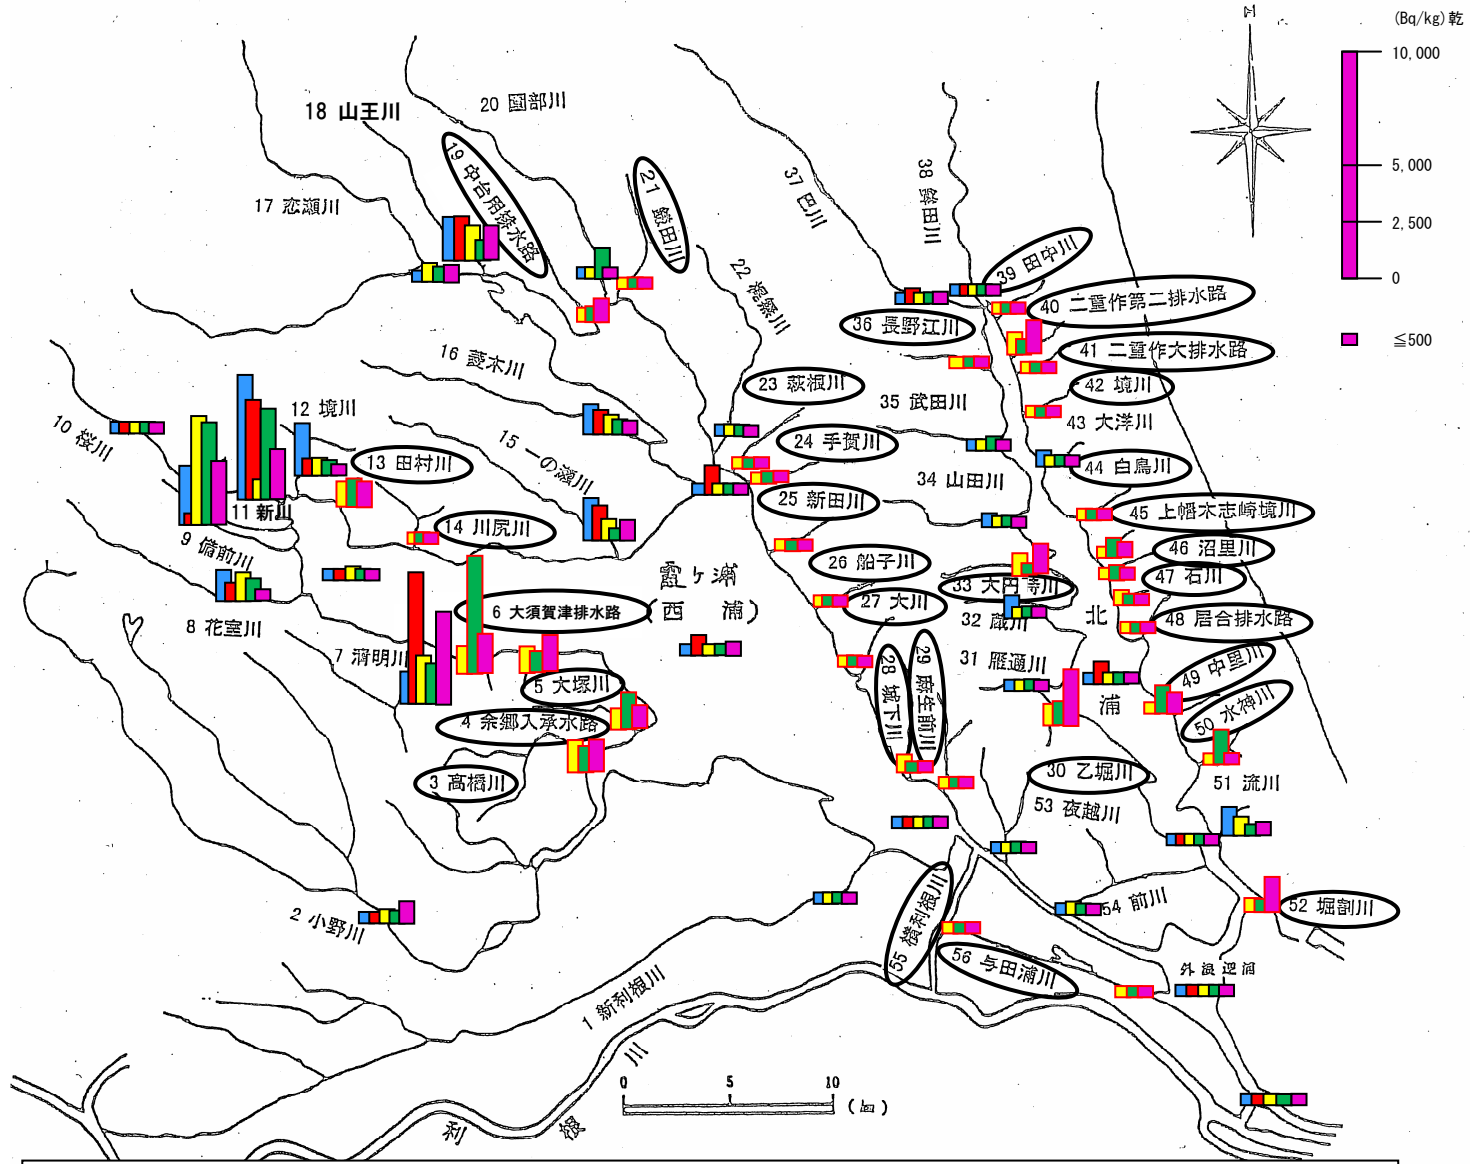 (Bq/kg)乾
10,000
5,000
2,500
0
≦500
N
18 山王川
20 園部川
19 中台用排水路
21 鎌田川
17 恋瀬川
37 巴川
38 鉾田川
22 梶無川
39 田中川
40 二重作第二排水路
36 長野江川
41 二重作大排水路
16 菱木川
23 萩根川
42 境川
35 武田川
43 大洋川
10 桜川
12 境川
15 一の瀬川
24 手賀川
13 田村川
44 白鳥川
34 山田川
25 新田川
11 新川
14 川尻川
45 上幡木志崎境川
9 備前川
26 船子川
46 沼里川
霞ヶ浦
(西 浦)
33 大円寺川
47 石川
6 大須賀津排水路
27 大川
32 蔵川
北
48 居合排水路
8 花室川
7 清明川
28 城下川
29 麻生前川
31 雁通川
49 中里川
5 大塚川
浦
50 水神川
4 余郷入承水路
3 高橋川
30 乙堀川
51 流川
53 夜越川
2 小野川
55 横利根川
54 前川
52 堀割川
56 与田浦川
外浪逆浦
1 新利根川
0 5 10
利 根 川